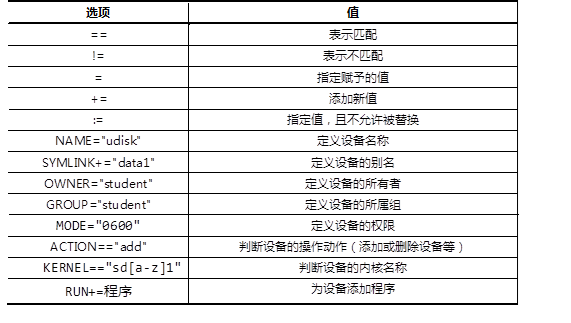 选项 值
== 表示匹配
!= 表示不匹配
= 指定赋予的值
+= 添加新值
:= 指定值，且不允许被替换
NAME="udisk" 定义设备名称
SYMLINK+="data1" 定义设备的别名
OWNER="student" 定义设备的所有者
GROUP="student" 定义设备的所属组
MODE="0600" 定义设备的权限
ACTION=="add" 判断设备的操作动作（添加或删除设备等）
KERNEL=="sd[a-z]1" 判断设备的内核名称
RUN+=程序 为设备添加程序